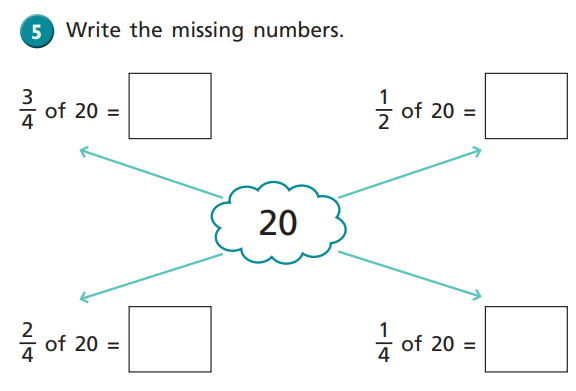 5 Write the missing numbers.
3/4 of 20 =
1/2 of 20 =
20
2/4 of 20 =
1/4 of 20 =